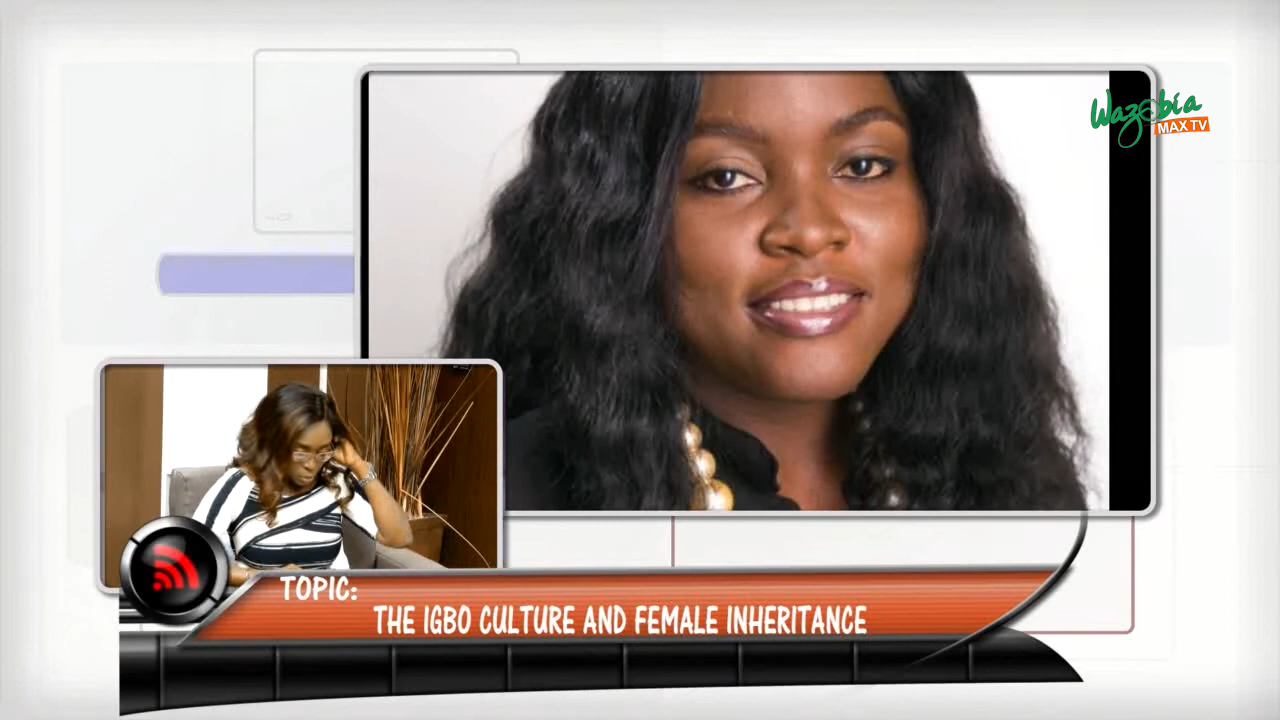 Wazobia
MAX TV
TOPIC:
THE IGBO CULTURE AND FEMALE INHERITANCE